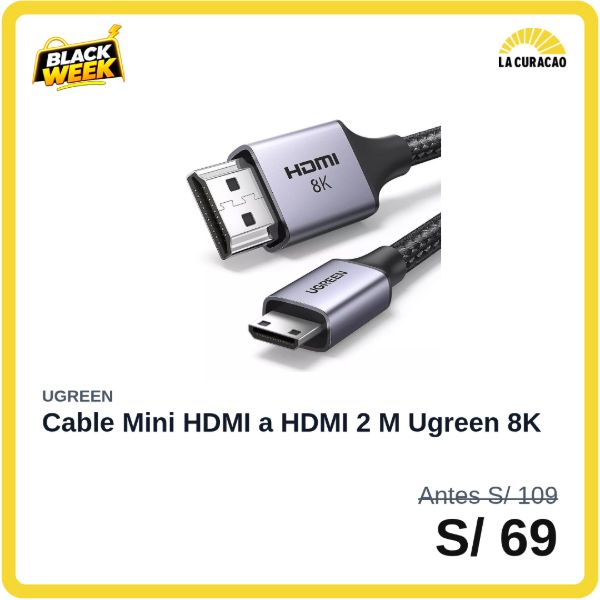 BLACK
WEEK
LA CURACAO
HDMI
8K
UGREEN
UGREEN
Cable Mini HDMI a HDMI 2 M Ugreen 8K
Antes S/ 109
S/ 69